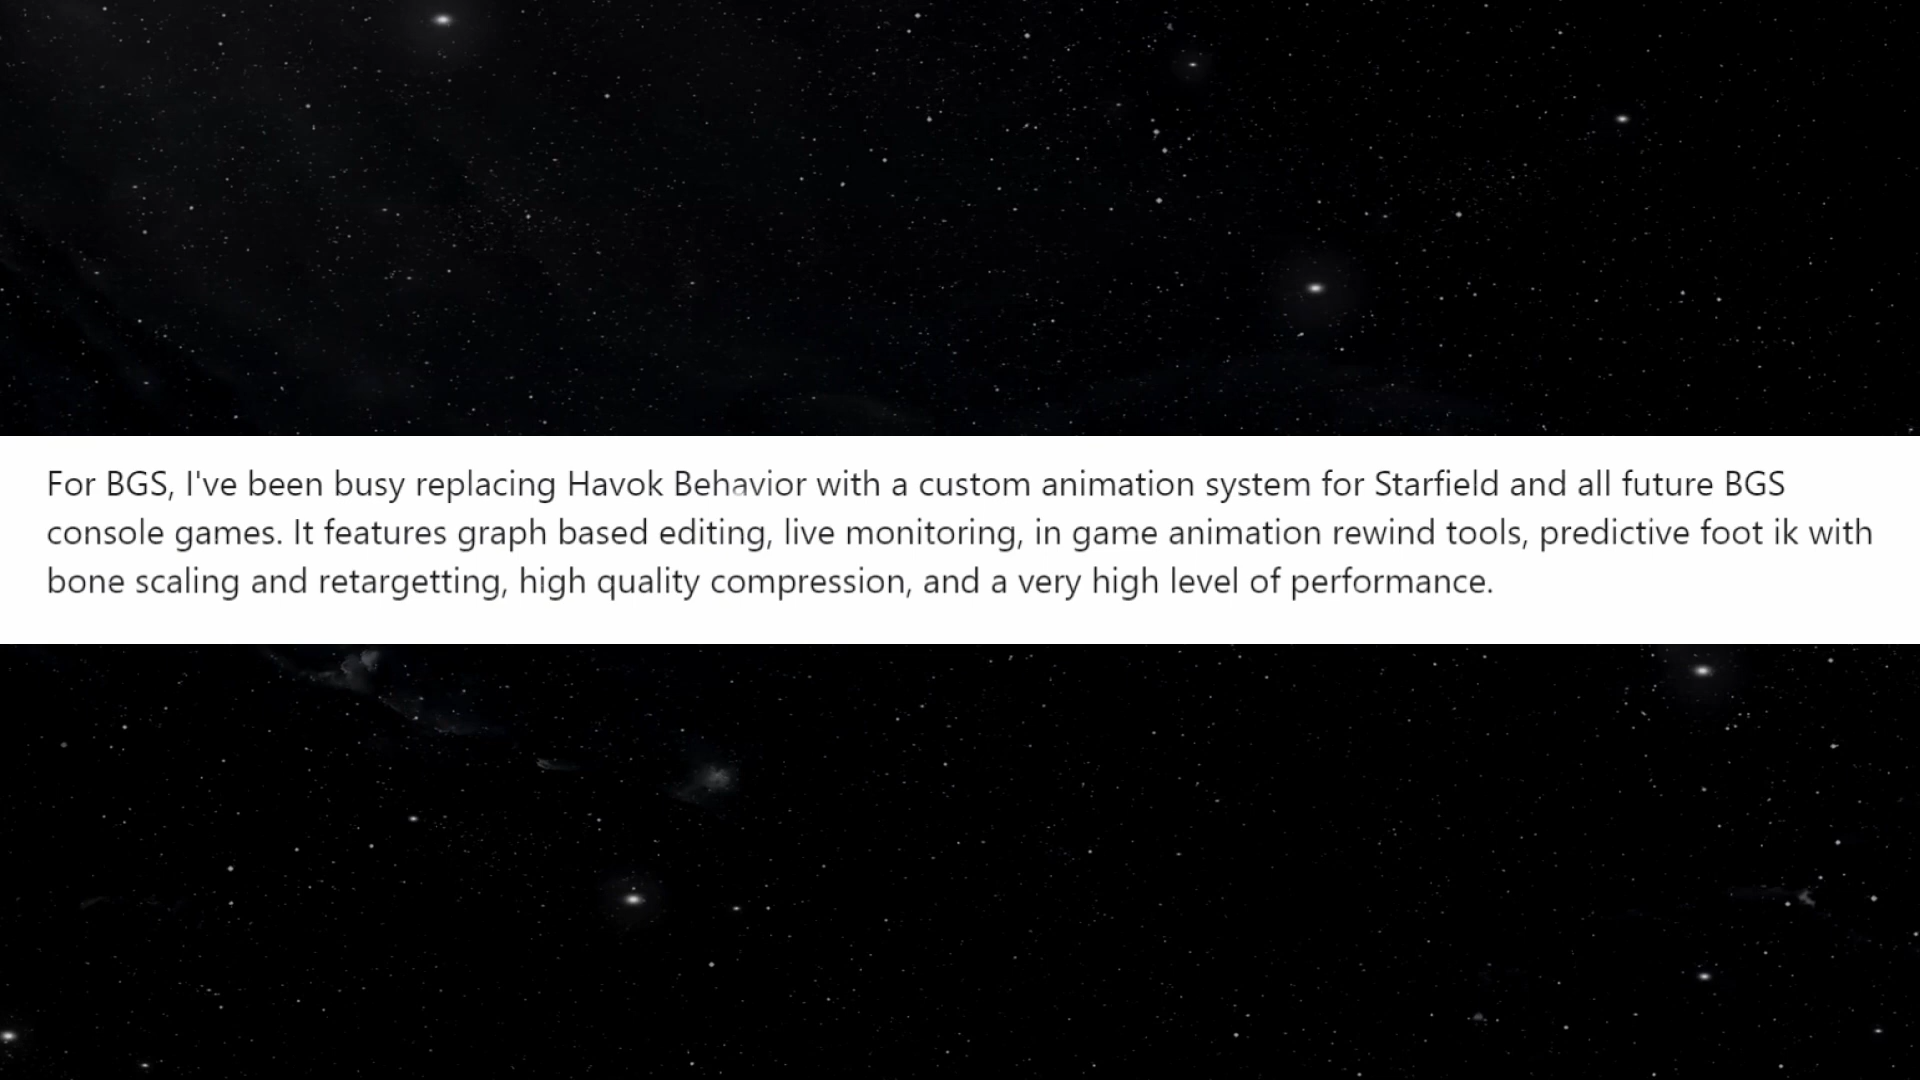 For BGS, I've been busy replacing Havok Behavior with a custom animation system for Starfield and all future BGS
console games. It features graph based editing, live monitoring, in game animation rewind tools, predictive foot ik with
bone scaling and retargetting, high quality compression, and a very high level of performance.